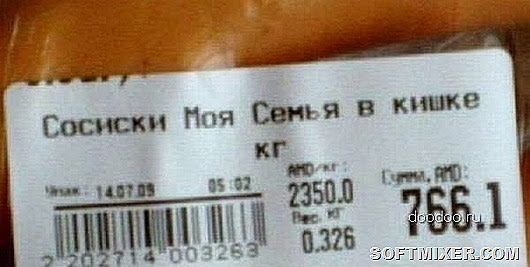 Сосиски Моя Семья в кишке
кг
Упак.: 14.07.09 05:02
AMD/кг:
2350.0
Вес, кг
0.326
Сумма, AMD:
766.1
2 202714 003263
doodoo.ru
SOFTMIXER.COM